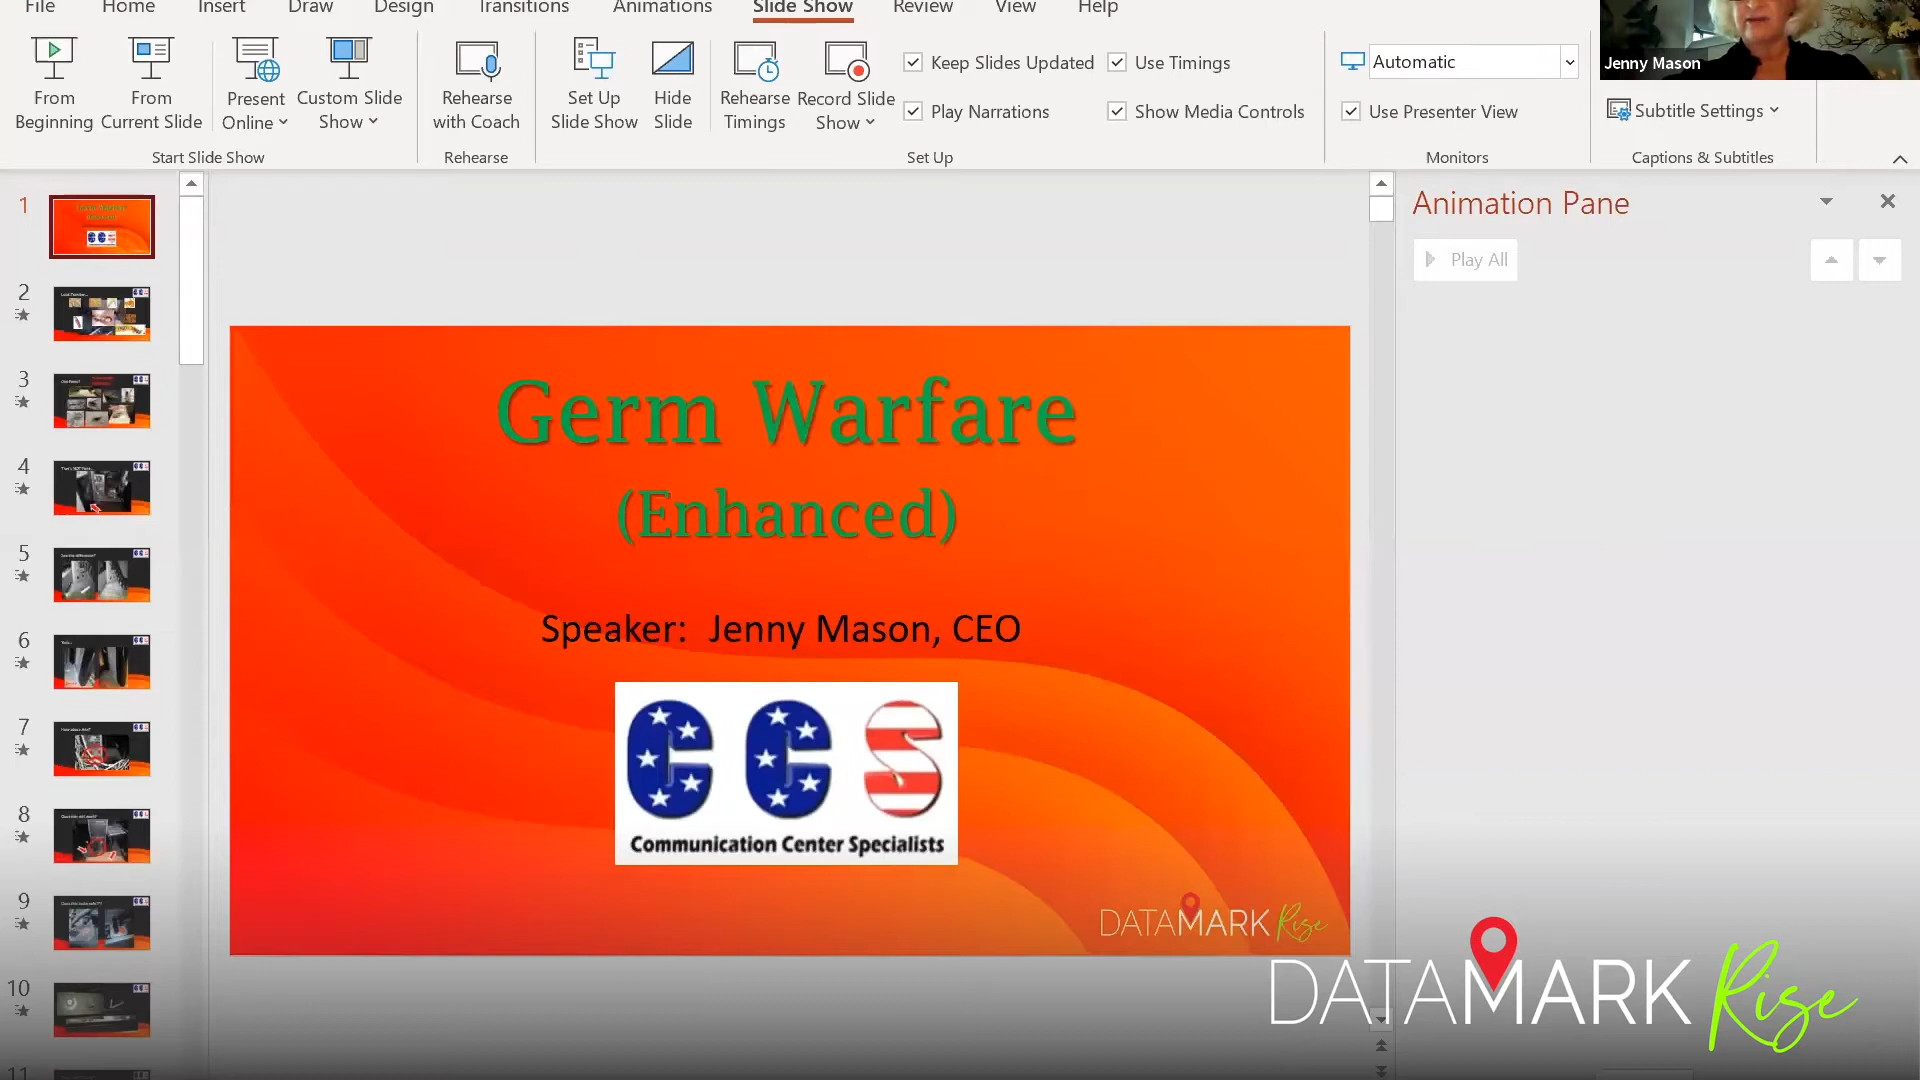 File Home Insert Draw Design Transitions Animations Slide Show Review View Help
Jenny Mason
From Beginning
From Current Slide
Present Online
Custom Slide Show
Start Slide Show
Rehearse with Coach
Rehearse
Set Up Slide Show
Hide Slide
Rehearse Timings
Record Slide Show
Keep Slides Updated
Use Timings
Play Narrations
Show Media Controls
Set Up
Automatic
Use Presenter View
Monitors
Subtitle Settings
Captions & Subtitles
1
2
3
4
5
6
7
8
9
10
11
Germ Warfare
(Enhanced)
Speaker: Jenny Mason, CEO
CCS
Communication Center Specialists
DATAMARK Rise
Animation Pane
Play All
DATAMARK Rise